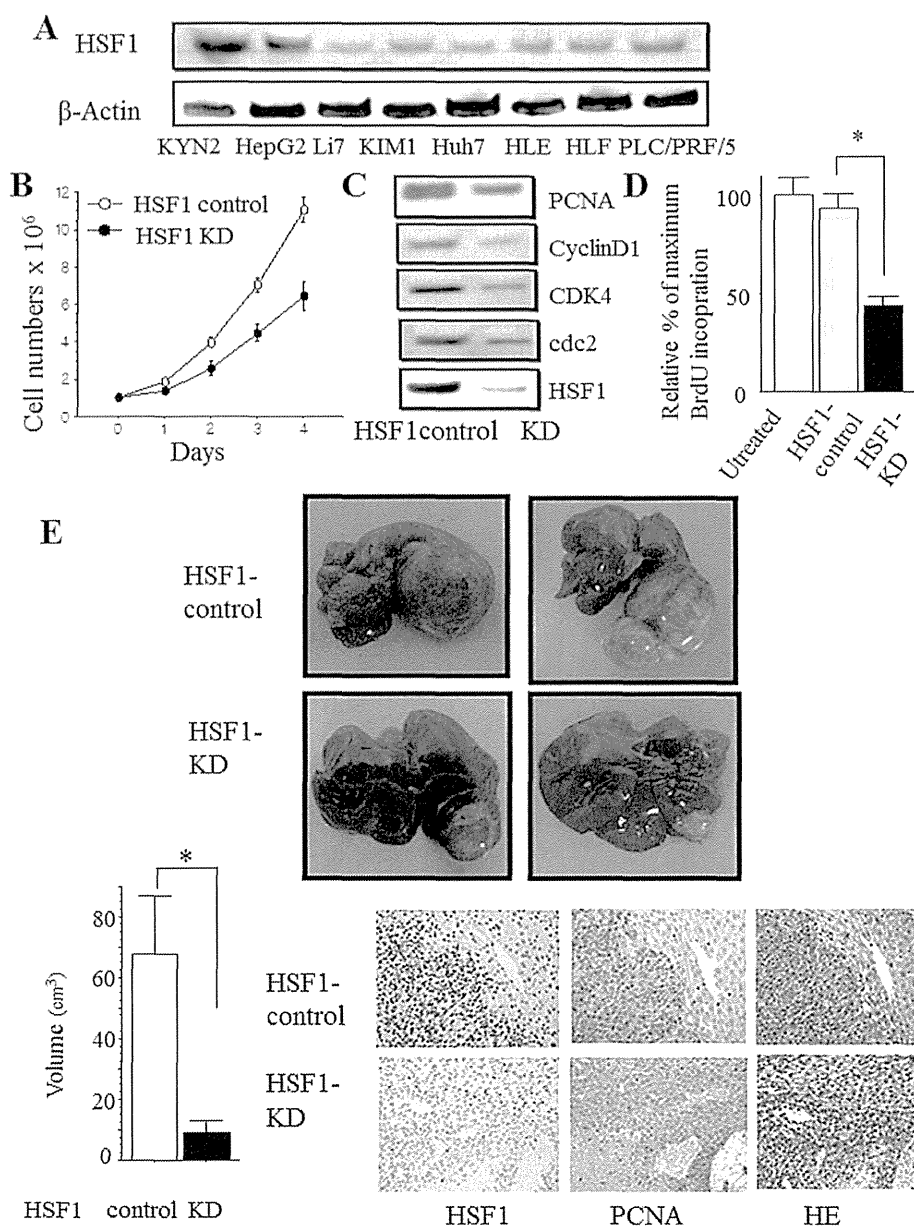 A
HSF1
β-Actin
KYN2 HepG2 Li7 KIM1 Huh7 HLE HLF PLC/PRF/5
B
Cell numbers x 10⁶
12
10
8
6
4
2
0
HSF1 control
HSF1 KD
0 1 2 3 4
Days
C
PCNA
CyclinD1
CDK4
cdc2
HSF1
HSF1control KD
D
Relative % of maximum
BrdU incopration
100
50
0
*
Utreated
HSF1-
control
HSF1-
KD
E
HSF1-
control
HSF1-
KD
*
Volume (cm³)
80
60
40
20
0
HSF1 control KD
HSF1-
control
HSF1-
KD
HSF1 PCNA HE